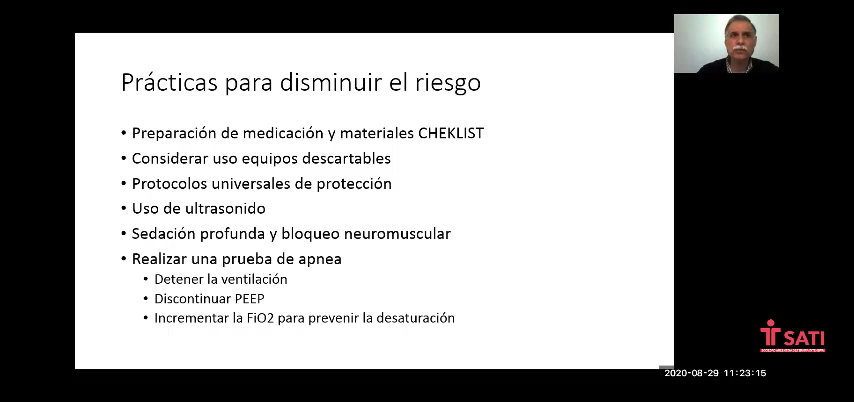 Prácticas para disminuir el riesgo
• Preparación de medicación y materiales CHEKLIST
• Considerar uso equipos descartables
• Protocolos universales de protección
• Uso de ultrasonido
• Sedación profunda y bloqueo neuromuscular
• Realizar una prueba de apnea
• Detener la ventilación
• Discontinuar PEEP
• Incrementar la FiO2 para prevenir la desaturación
SATI
2020-08-29 11:23:15